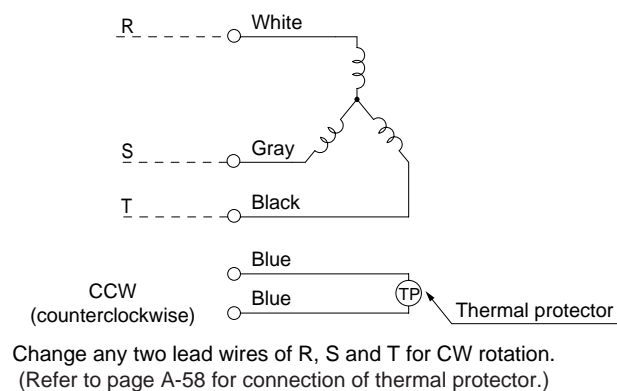 R White
S Gray
T Black
Blue
CCW
(counterclockwise)
Blue
TP
Thermal protector
Change any two lead wires of R, S and T for CW rotation.
(Refer to page A-58 for connection of thermal protector.)